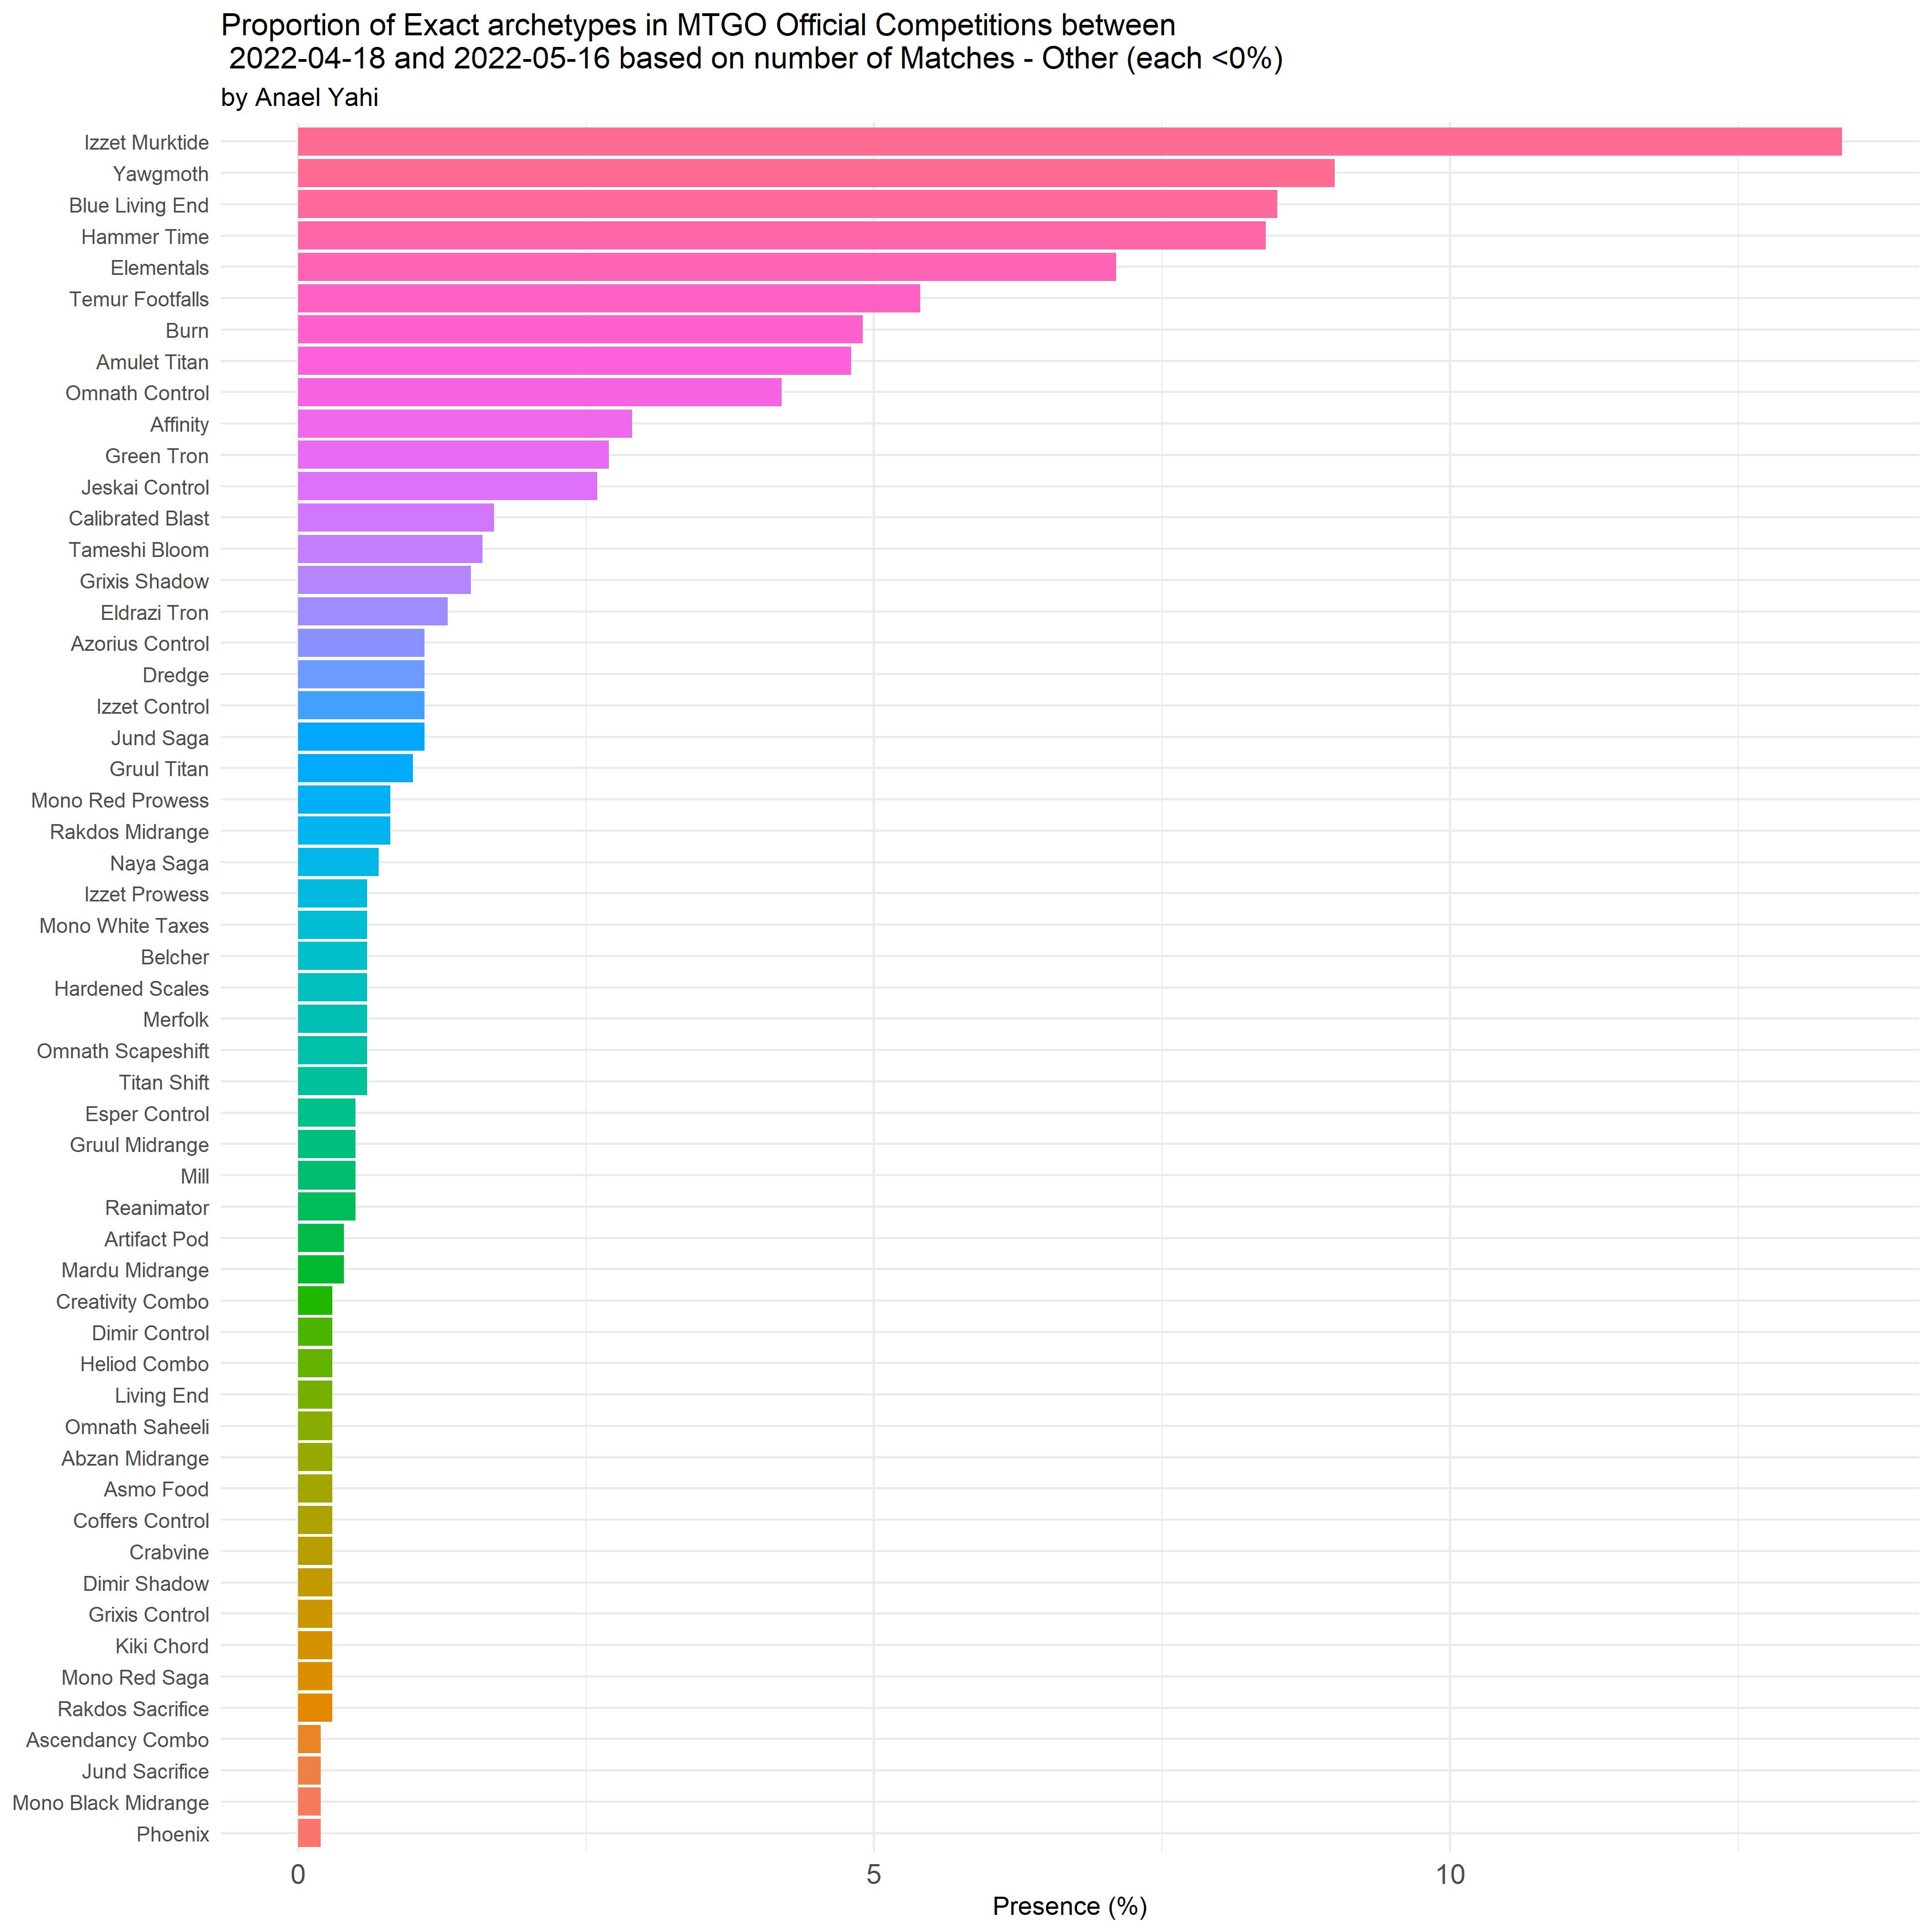 Proportion of Exact archetypes in MTGO Official Competitions between
2022-04-18 and 2022-05-16 based on number of Matches - Other (each <0%)
by Anael Yahi
Izzet Murktide
Yawgmoth
Blue Living End
Hammer Time
Elementals
Temur Footfalls
Burn
Amulet Titan
Omnath Control
Affinity
Green Tron
Jeskai Control
Calibrated Blast
Tameshi Bloom
Grixis Shadow
Eldrazi Tron
Azorius Control
Dredge
Izzet Control
Jund Saga
Gruul Titan
Mono Red Prowess
Rakdos Midrange
Naya Saga
Izzet Prowess
Mono White Taxes
Belcher
Hardened Scales
Merfolk
Omnath Scapeshift
Titan Shift
Esper Control
Gruul Midrange
Mill
Reanimator
Artifact Pod
Mardu Midrange
Creativity Combo
Dimir Control
Heliod Combo
Living End
Omnath Saheeli
Abzan Midrange
Asmo Food
Coffers Control
Crabvine
Dimir Shadow
Grixis Control
Kiki Chord
Mono Red Saga
Rakdos Sacrifice
Ascendancy Combo
Jund Sacrifice
Mono Black Midrange
Phoenix
0 5 10
Presence (%)